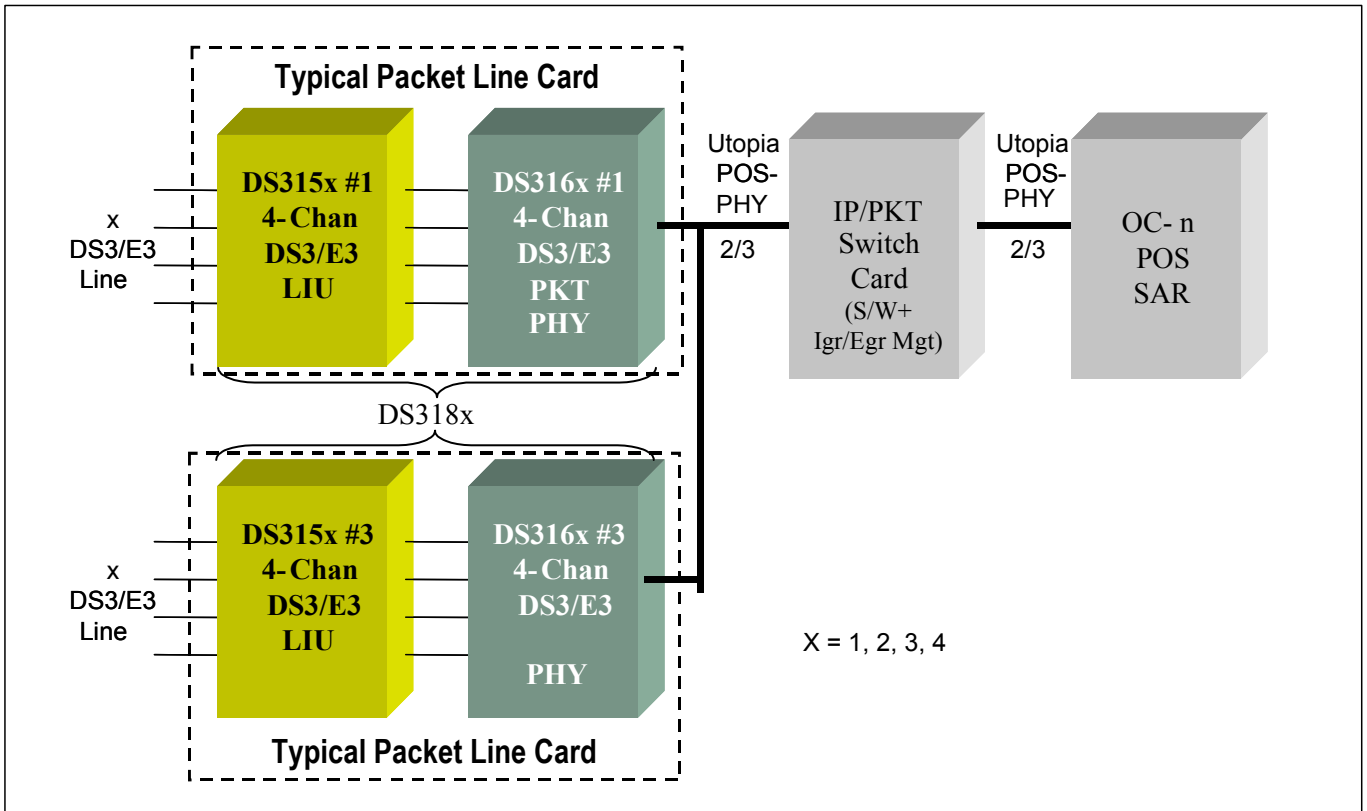 Typical Packet Line Card
x
DS3/E3
Line
DS315x #1
4- Chan
DS3/E3
LIU
DS316x #1
4-Chan
DS3/E3
PKT
PHY
Utopia
POS-
PHY
2/3
IP/PKT
Switch
Card
(S/W+
Igr/Egr Mgt)
Utopia
POS-
PHY
2/3
OC- n
POS
SAR
DS318x
x
DS3/E3
Line
DS315x #3
4-Chan
DS3/E3
LIU
DS316x #3
4-Chan
DS3/E3
PHY
X = 1, 2, 3, 4
Typical Packet Line Card